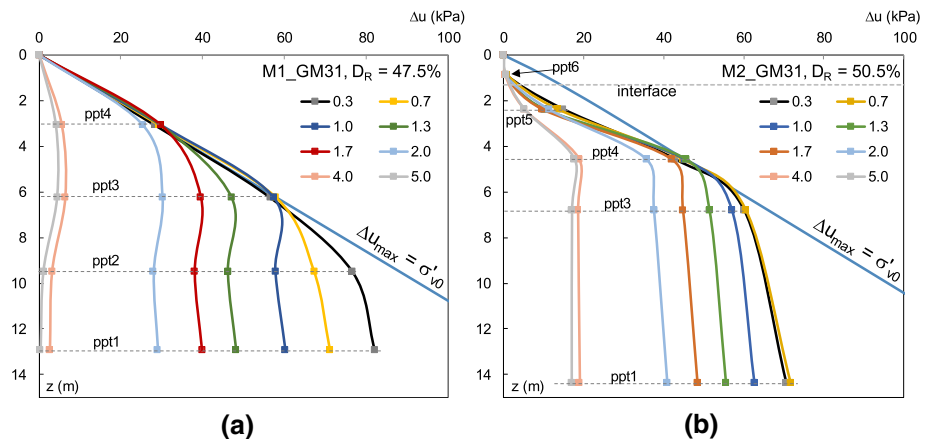 Δu (kPa)
0 20 40 60 80 100
M1_GM31, D_R = 47.5%
0.3 0.7
1.0 1.3
1.7 2.0
4.0 5.0
ppt4
ppt3
ppt2
ppt1
Δu_max = σ'_v0
0
2
4
6
8
10
12
14
z (m)
(a)
Δu (kPa)
0 20 40 60 80 100
ppt6
M2_GM31, D_R = 50.5%
interface
0.3 0.7
1.0 1.3
1.7 2.0
4.0 5.0
ppt5
ppt4
ppt3
ppt1
Δu_max = σ'_v0
0
2
4
6
8
10
12
14
z (m)
(b)